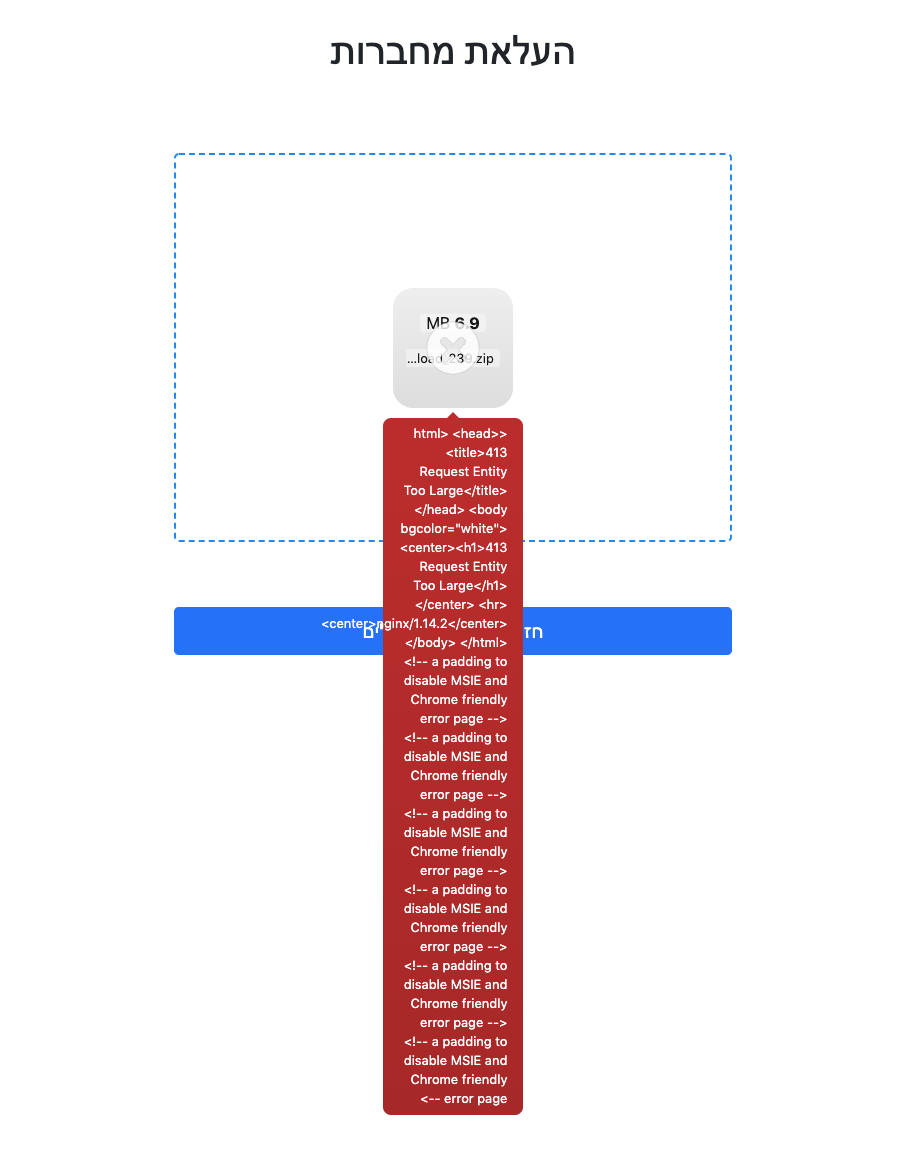 העלאת מחברות
6.9 MB
...load_239.zip
html> <head>>
<title>413
Request Entity
Too Large</title>
</head> <body
bgcolor="white">
<center><h1>413
Request Entity
Too Large</h1>
</center> <hr>
<center>nginx/1.14.2</center>
</body> </html>
<!-- a padding to
disable MSIE and
Chrome friendly
error page -->
<!-- a padding to
disable MSIE and
Chrome friendly
error page -->
<!-- a padding to
disable MSIE and
Chrome friendly
error page -->
<!-- a padding to
disable MSIE and
Chrome friendly
error page -->
<!-- a padding to
disable MSIE and
Chrome friendly
error page -->
<!-- a padding to
disable MSIE and
Chrome friendly
<-- error page